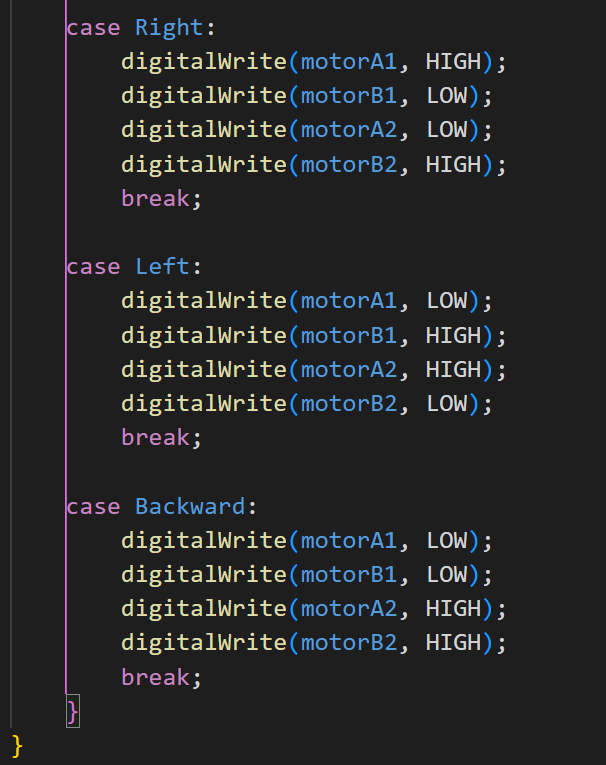 case Right:
digitalWrite(motorA1, HIGH);
digitalWrite(motorB1, LOW);
digitalWrite(motorA2, LOW);
digitalWrite(motorB2, HIGH);
break;
case Left:
digitalWrite(motorA1, LOW);
digitalWrite(motorB1, HIGH);
digitalWrite(motorA2, HIGH);
digitalWrite(motorB2, LOW);
break;
case Backward:
digitalWrite(motorA1, LOW);
digitalWrite(motorB1, LOW);
digitalWrite(motorA2, HIGH);
digitalWrite(motorB2, HIGH);
break;
}
}